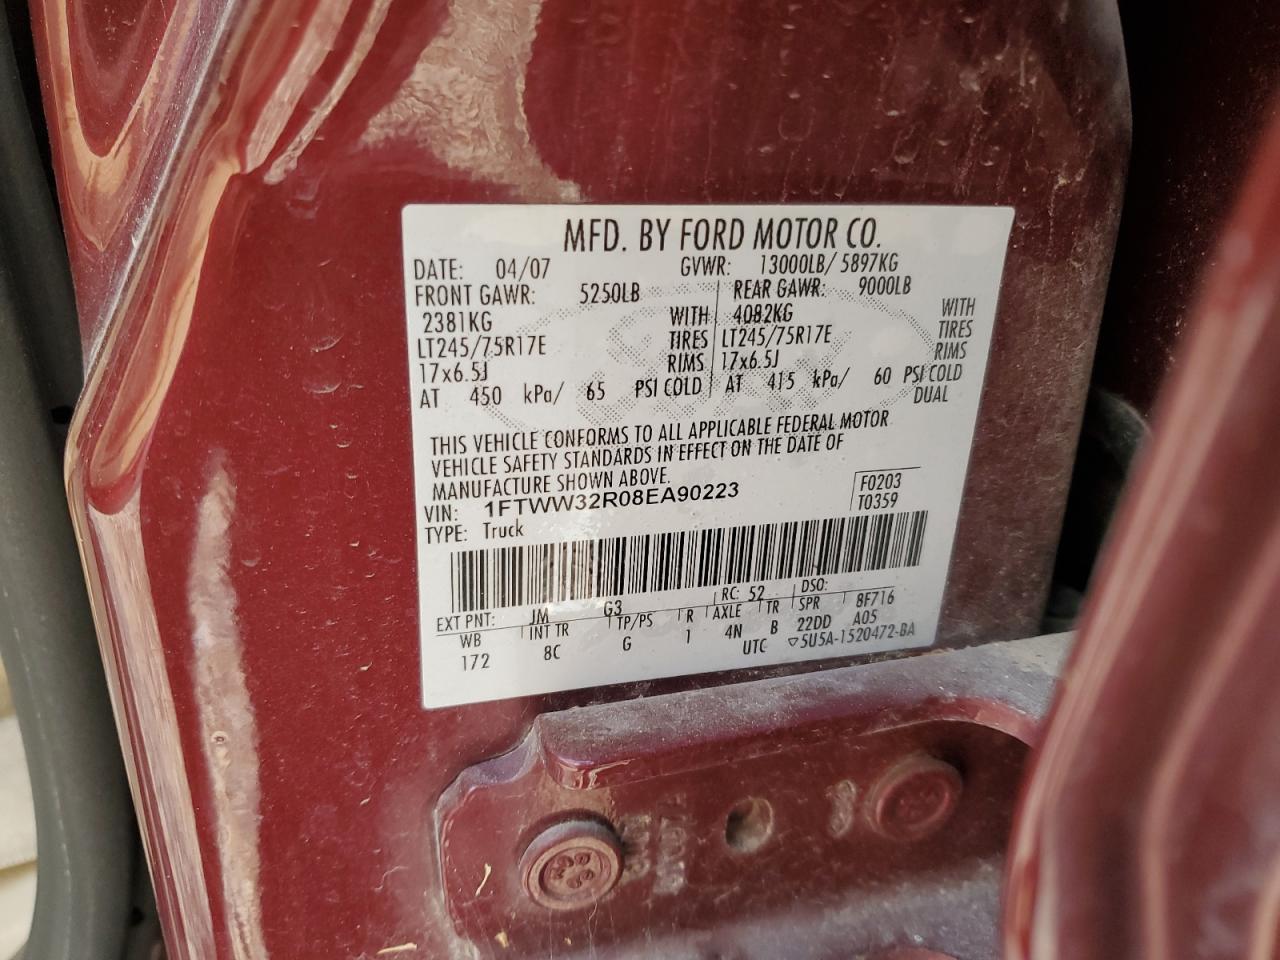 MFD. BY FORD MOTOR CO.
DATE: 04/07 GVWR: 13000LB/ 5897KG
FRONT GAWR: 5250LB REAR GAWR: 9000LB
2381KG WITH 4082KG WITH
LT245/75R17E TIRES LT245/75R17E TIRES
17x6.5J RIMS 17x6.5J RIMS
AT 450 kPa/ 65 PSI COLD AT 415 kPa/ 60 PSI COLD
DUAL
THIS VEHICLE CONFORMS TO ALL APPLICABLE FEDERAL MOTOR
VEHICLE SAFETY STANDARDS IN EFFECT ON THE DATE OF
MANUFACTURE SHOWN ABOVE.
VIN: 1FTWW32R08EA90223 F0203
TYPE: Truck T0359
EXT PNT: JM G3 RC: 52 DSO:
WB INT TR TP/PS R AXLE TR SPR 8F716
172 8C G 1 4N B 22DD A05
UTC ▽5U5A-1520472-BA